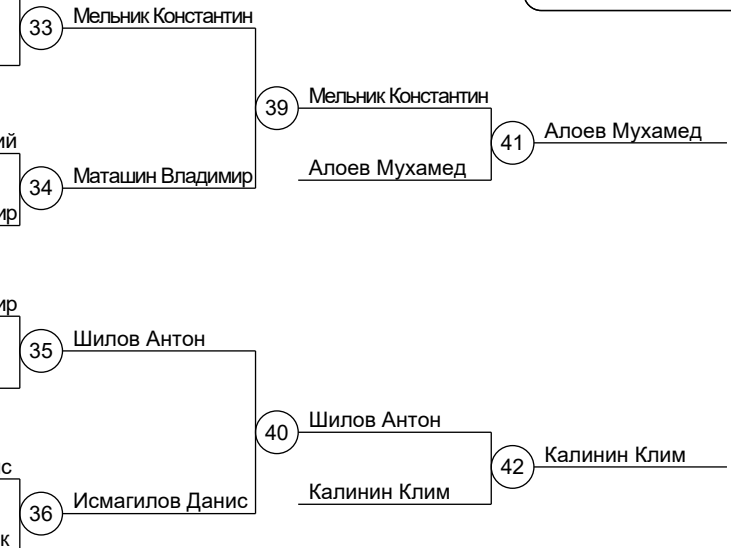 Мельник Константин
33
39
Мельник Константин
41
Алоев Мухамед
Алоев Мухамед
34
Маташин Владимир
35
Шилов Антон
40
Шилов Антон
42
Калинин Клим
Калинин Клим
36
Исмагилов Данис